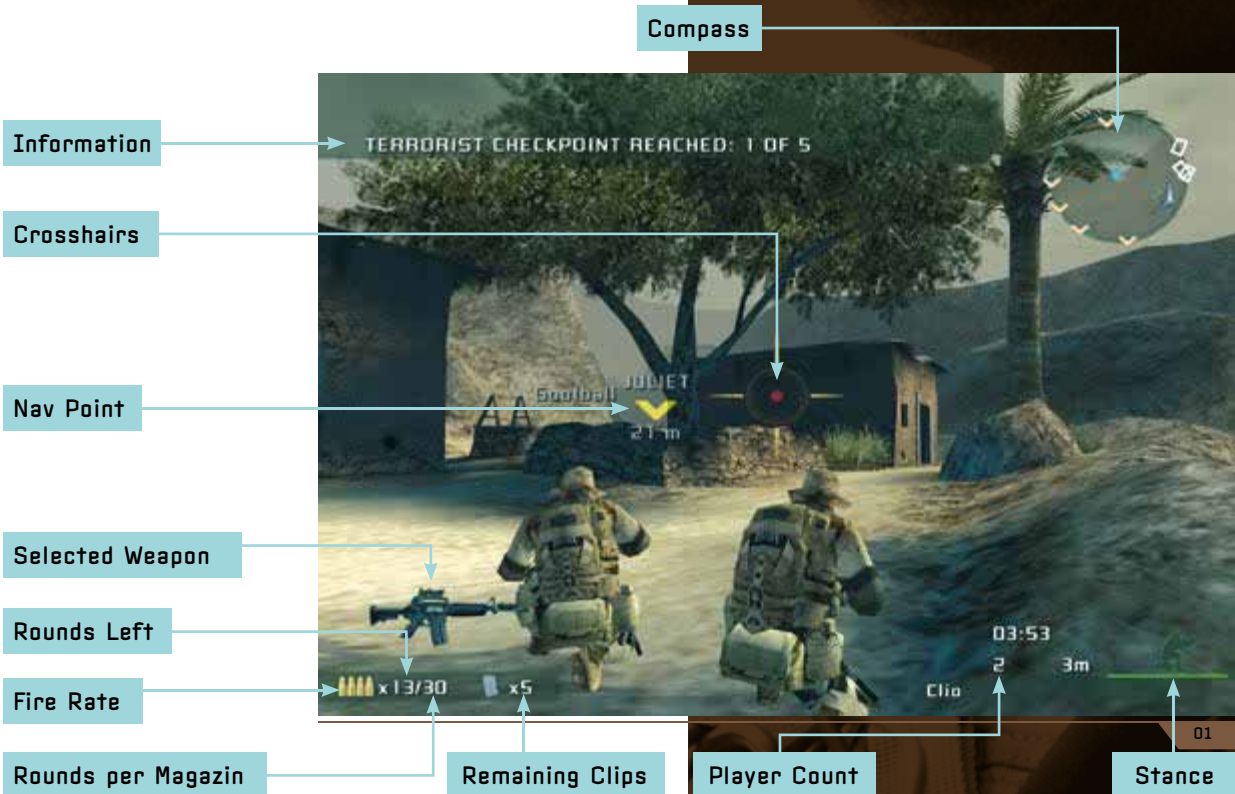 Compass
Information
TERRORIST CHECKPOINT REACHED: 1 OF 5
Crosshairs
JULIET
Goolball
Nav Point
21 m
Selected Weapon
Rounds Left
03:53
2 3m
Fire Rate
x13/30 x5
Clio
01
Rounds per Magazin
Remaining Clips
Player Count
Stance